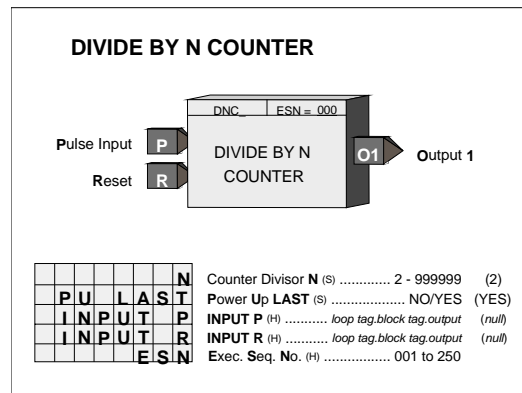 DIVIDE BY N COUNTER
DNC_ ESN = 000
Pulse Input P
DIVIDE BY N
COUNTER
O1 Output 1
Reset R
N Counter Divisor N (S) ............. 2 - 999999 (2)
PU LAST Power Up LAST (S) ................... NO/YES (YES)
INPUT P INPUT P (H) .......... loop tag.block tag.output (null)
INPUT R INPUT R (H) ........... loop tag.block tag.output (null)
ESN Exec. Seq. No. (H) ................. 001 to 250